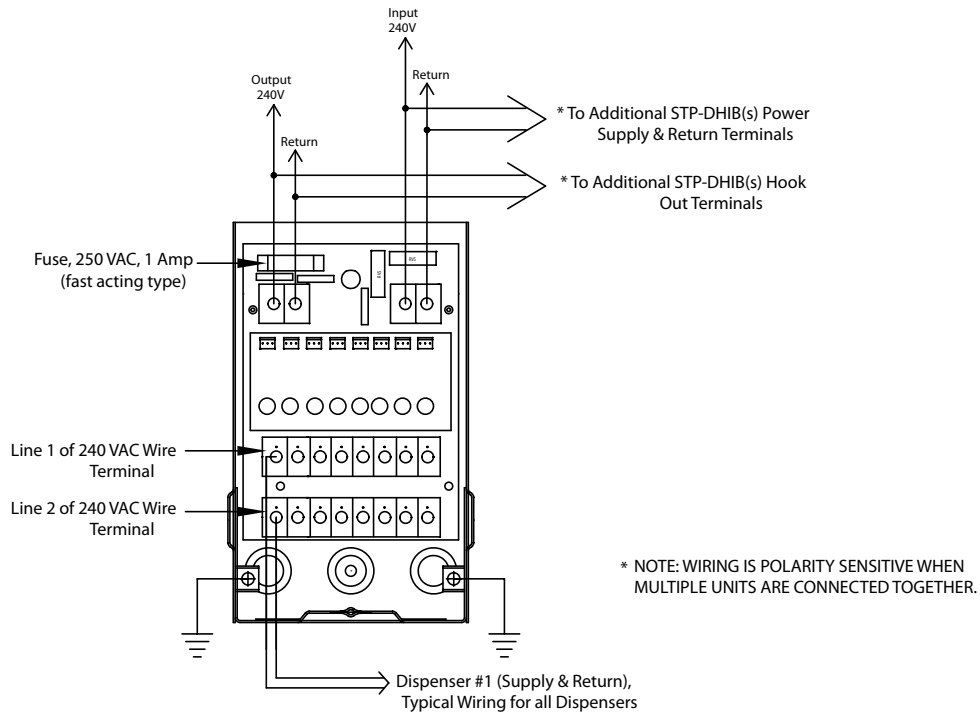 Input
240V
Return
Output
240V
Return
* To Additional STP-DHIB(s) Power
Supply & Return Terminals
* To Additional STP-DHIB(s) Hook
Out Terminals
Fuse, 250 VAC, 1 Amp
(fast acting type)
Line 1 of 240 VAC Wire
Terminal
Line 2 of 240 VAC Wire
Terminal
* NOTE: WIRING IS POLARITY SENSITIVE WHEN
MULTIPLE UNITS ARE CONNECTED TOGETHER.
Dispenser #1 (Supply & Return),
Typical Wiring for all Dispensers